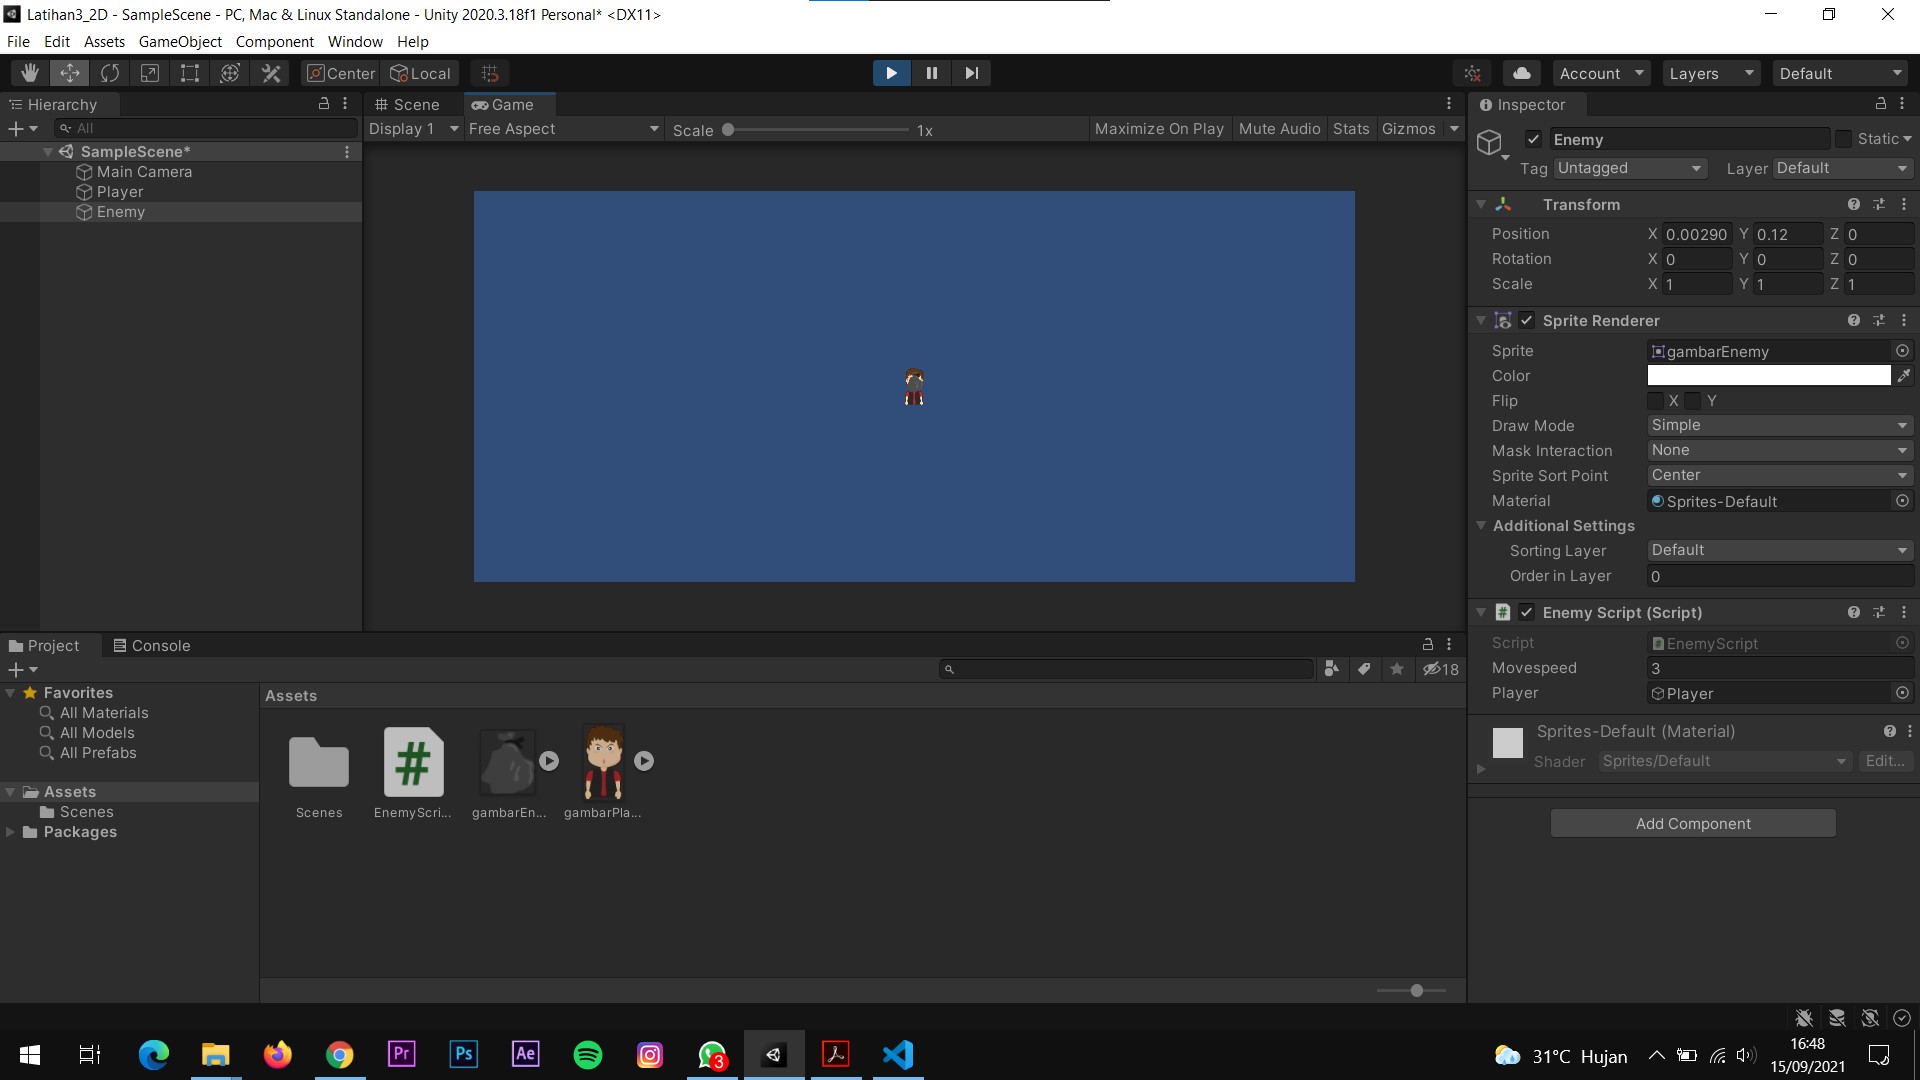 Latihan3_2D - SampleScene - PC, Mac & Linux Standalone - Unity 2020.3.18f1 Personal* <DX11>
File Edit Assets GameObject Component Window Help
Center Local Account Layers Default
Hierarchy
All
SampleScene*
Main Camera
Player
Enemy
Scene Game
Display 1 Free Aspect Scale 1x Maximize On Play Mute Audio Stats Gizmos
Inspector
Enemy Static
Tag Untagged Layer Default
Transform
Position X 0.00290 Y 0.12 Z 0
Rotation X 0 Y 0 Z 0
Scale X 1 Y 1 Z 1
Sprite Renderer
Sprite gambarEnemy
Color
Flip X Y
Draw Mode Simple
Mask Interaction None
Sprite Sort Point Center
Material Sprites-Default
Additional Settings
Sorting Layer Default
Order in Layer 0
Enemy Script (Script)
Script EnemyScript
Movespeed 3
Player Player
Sprites-Default (Material)
Shader Sprites/Default Edit...
Add Component
Project Console
18
Favorites
All Materials
All Models
All Prefabs
Assets
Scenes
Packages
Assets
Scenes EnemyScri... gambarEn... gambarPla...
Pr Ps Ae 3
31°C Hujan
16:48
15/09/2021